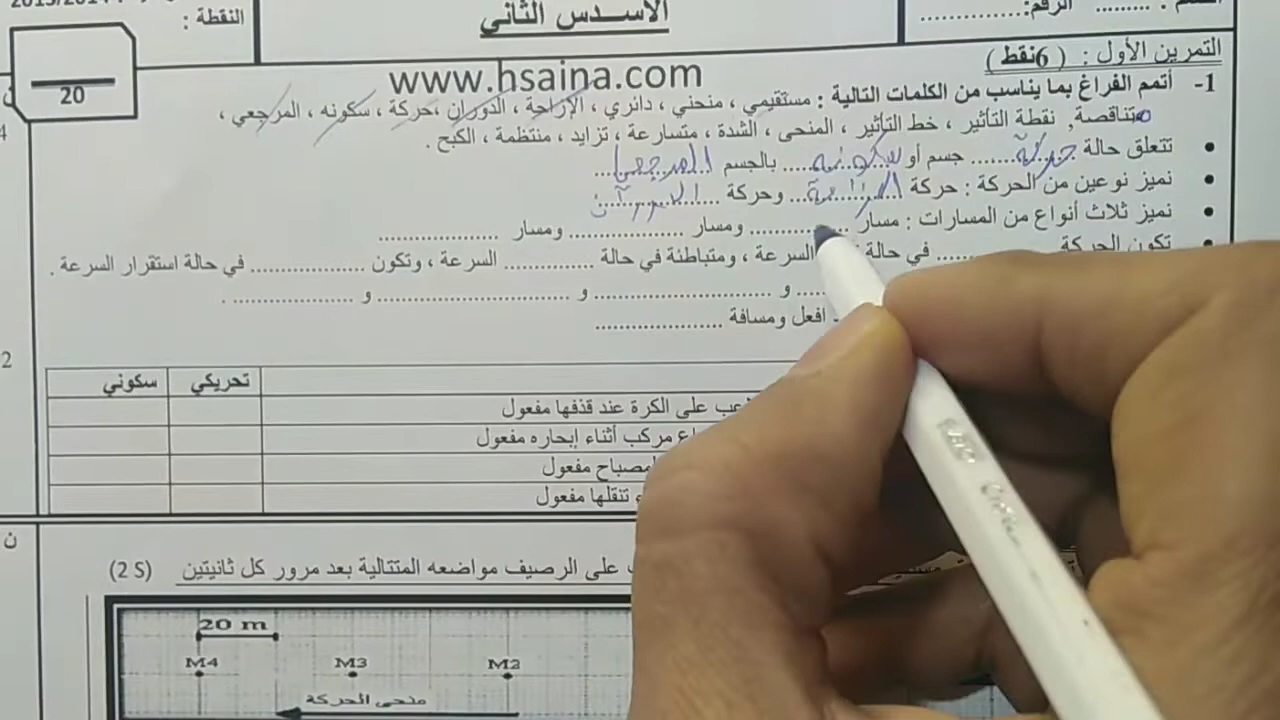 الأسدس الثاني
النقطة :
الرقم:..............
20
التمرين الأول : ( 6نقط )
www.hsaina.com
1- أتمم الفراغ بما يناسب من الكلمات التالية : مستقيمي ، منحني ، دائري ، الإزاحة ، الدوران ،حركة ، سكونه ، المرجعي ،
متناقصة, نقطة التأثير ، خط التأثير ، المنحى ، الشدة ، متسارعة ، تزايد ، منتظمة ، الكبح .
• تتعلق حالة حركة جسم أو سكونه بالجسم المرجعي
• نميز نوعين من الحركة : حركة الإزاحة وحركة الدوران
• نميز ثلاث أنواع من المسارات : مسار .............. ومسار .............. ومسار ..............
• تكون الحركة .............. في حالة السرعة ، ومتباطئة في حالة .............. السرعة ، وتكون .............. في حالة استقرار السرعة .
و .............. و .............. و .............. .
افعل ومسافة ..............
تحريكي سكوني
على الكرة عند قذفها مفعول
مركب أثناء إبحاره مفعول
مفعول
تنقلها مفعول
ن
على الرصيف مواضعه المتتالية بعد مرور كل ثانيتين (2 S)
20 m
M4 M3 M2
منحى الحركة
4
2